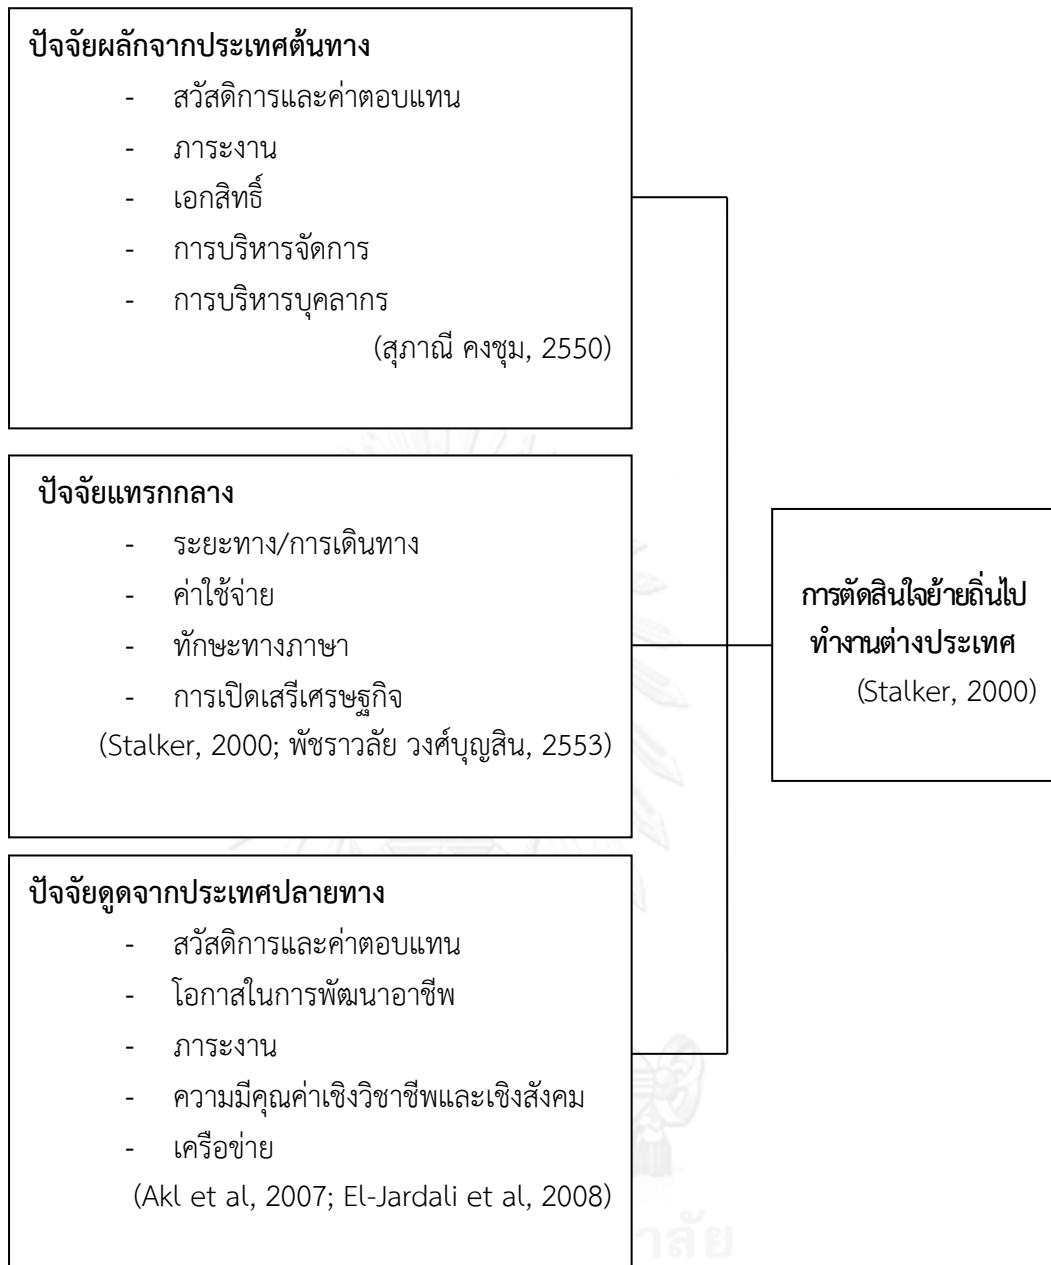 ปัจจัยผลักจากประเทศต้นทาง
- สวัสดิการและค่าตอบแทน
- ภาระงาน
- เอกสิทธิ์
- การบริหารจัดการ
- การบริหารบุคลากร
(สุภาณี คงชุม, 2550)
ปัจจัยแทรกกลาง
- ระยะทาง/การเดินทาง
- ค่าใช้จ่าย
- ทักษะทางภาษา
- การเปิดเสรีเศรษฐกิจ
(Stalker, 2000; พัชราวลัย วงศ์บุญสิน, 2553)
ปัจจัยดูดจากประเทศปลายทาง
- สวัสดิการและค่าตอบแทน
- โอกาสในการพัฒนาอาชีพ
- ภาระงาน
- ความมีคุณค่าเชิงวิชาชีพและเชิงสังคม
- เครือข่าย
(Akl et al, 2007; El-Jardali et al, 2008)
การตัดสินใจย้ายถิ่นไป
ทำงานต่างประเทศ
(Stalker, 2000)
าลัย